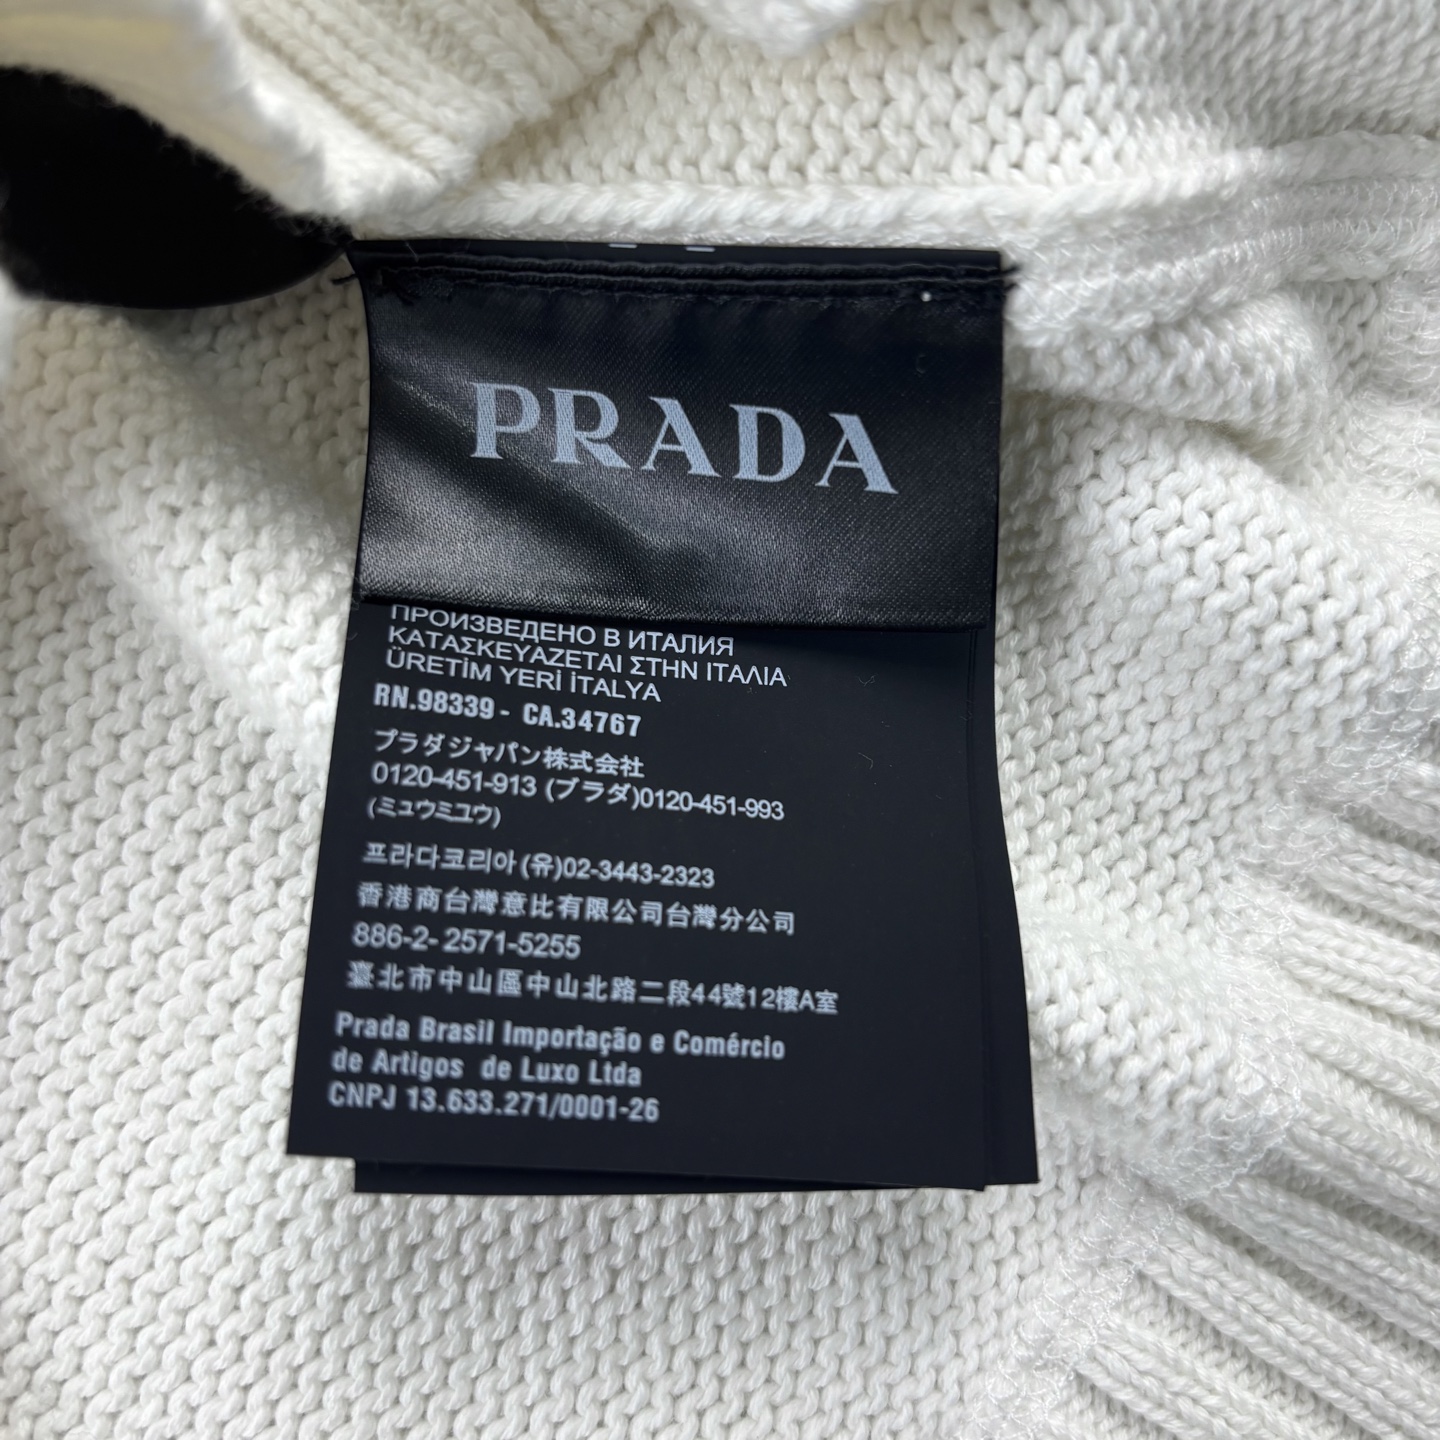 PRADA
ПРОИЗВЕДЕНО В ИТАЛИЯ
ΚΑΤΑΣΚΕΥΑΖΕΤΑΙ ΣΤΗΝ ΙΤΑΛΙΑ
ÜRETİM YERİ İTALYA
RN.98339 - CA.34767
プラダジャパン株式会社
0120-451-913 (プラダ)0120-451-993
(ミュウミュウ)
프라다코리아(유)02-3443-2323
香港商台灣意比有限公司台灣分公司
886-2- 2571-5255
臺北市中山區中山北路二段44號12樓A室
Prada Brasil Importação e Comércio
de Artigos de Luxo Ltda
CNPJ 13.633.271/0001-26